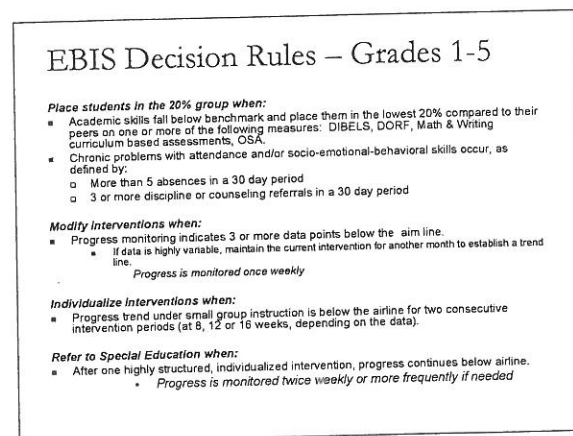 EBIS Decision Rules – Grades 1-5
Place students in the 20% group when:
▪ Academic skills fall below benchmark and place them in the lowest 20% compared to their
peers on one or more of the following measures: DIBELS, DORF, Math & Writing
curriculum based assessments, OSA.
▪ Chronic problems with attendance and/or socio-emotional-behavioral skills occur, as
defined by:
▫ More than 5 absences in a 30 day period
▫ 3 or more discipline or counseling referrals in a 30 day period
Modify interventions when:
▪ Progress monitoring indicates 3 or more data points below the aim line.
▪ If data is highly variable, maintain the current intervention for another month to establish a trend
line.
Progress is monitored once weekly
Individualize interventions when:
▪ Progress trend under small group instruction is below the airline for two consecutive
intervention periods (at 8, 12 or 16 weeks, depending on the data).
Refer to Special Education when:
▪ After one highly structured, individualized intervention, progress continues below airline.
• Progress is monitored twice weekly or more frequently if needed